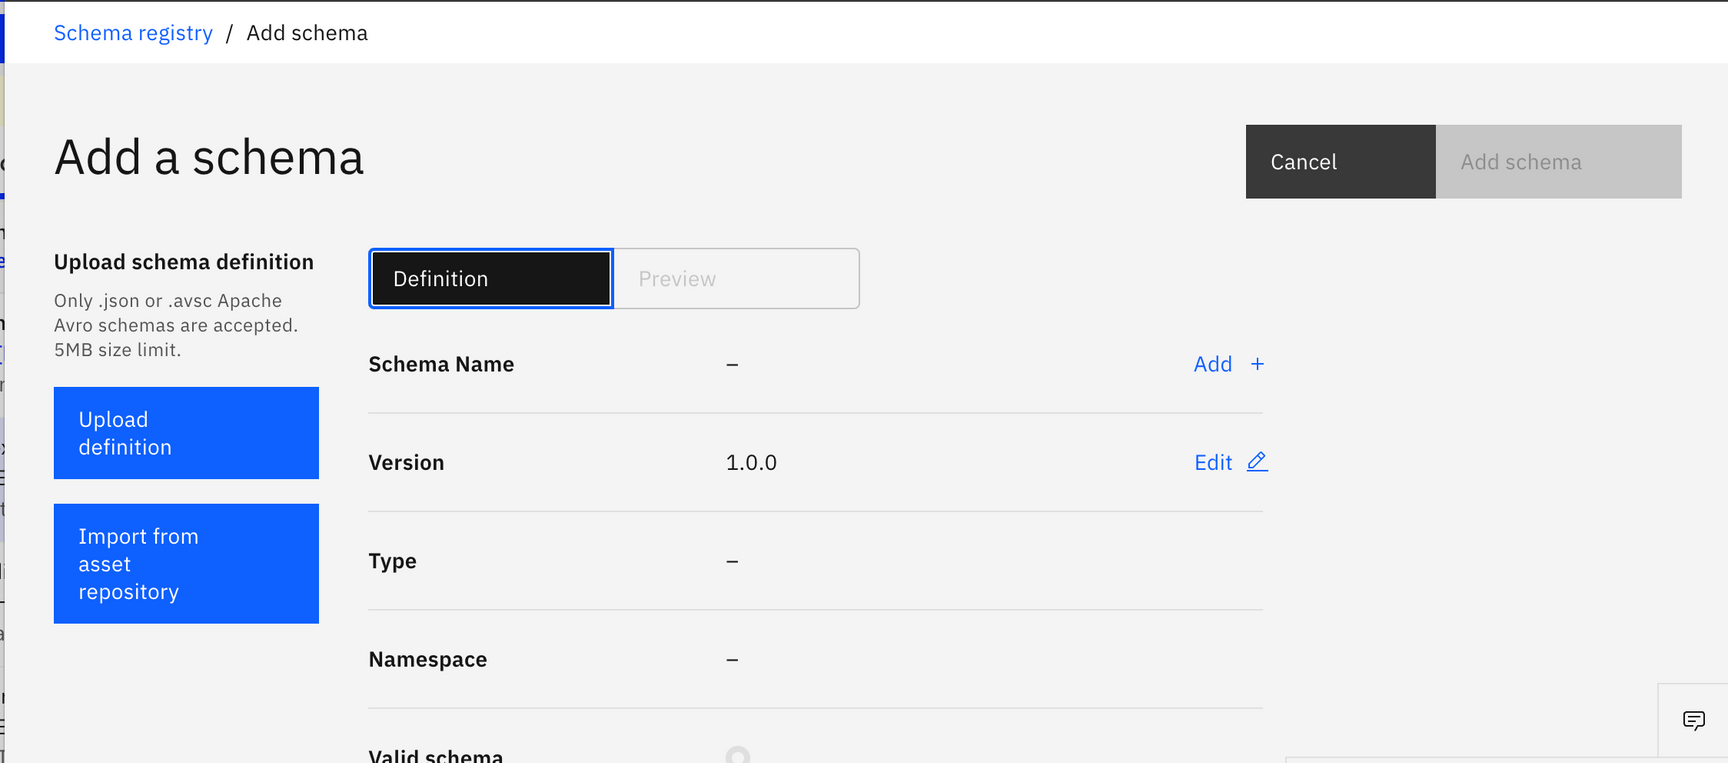 Schema registry / Add schema
Add a schema
Cancel
Add schema
Upload schema definition
Only .json or .avsc Apache
Avro schemas are accepted.
5MB size limit.
Upload
definition
Import from
asset
repository
Definition
Preview
Schema Name – Add +
Version 1.0.0 Edit
Type –
Namespace –
Valid schema